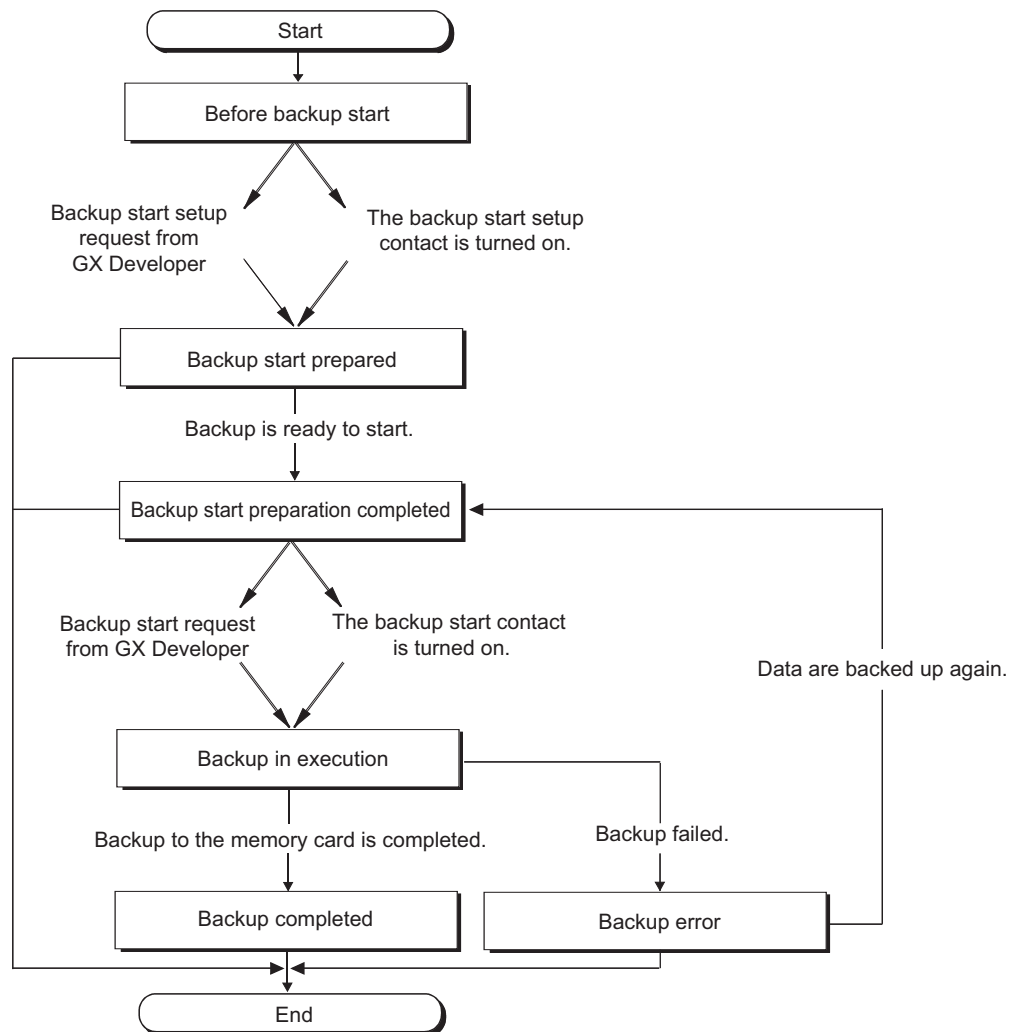 Start
Before backup start
Backup start setup
request from
GX Developer
The backup start setup
contact is turned on.
Backup start prepared
Backup is ready to start.
Backup start preparation completed
Backup start request
from GX Developer
The backup start contact
is turned on.
Data are backed up again.
Backup in execution
Backup to the memory card is completed.
Backup failed.
Backup completed
Backup error
End